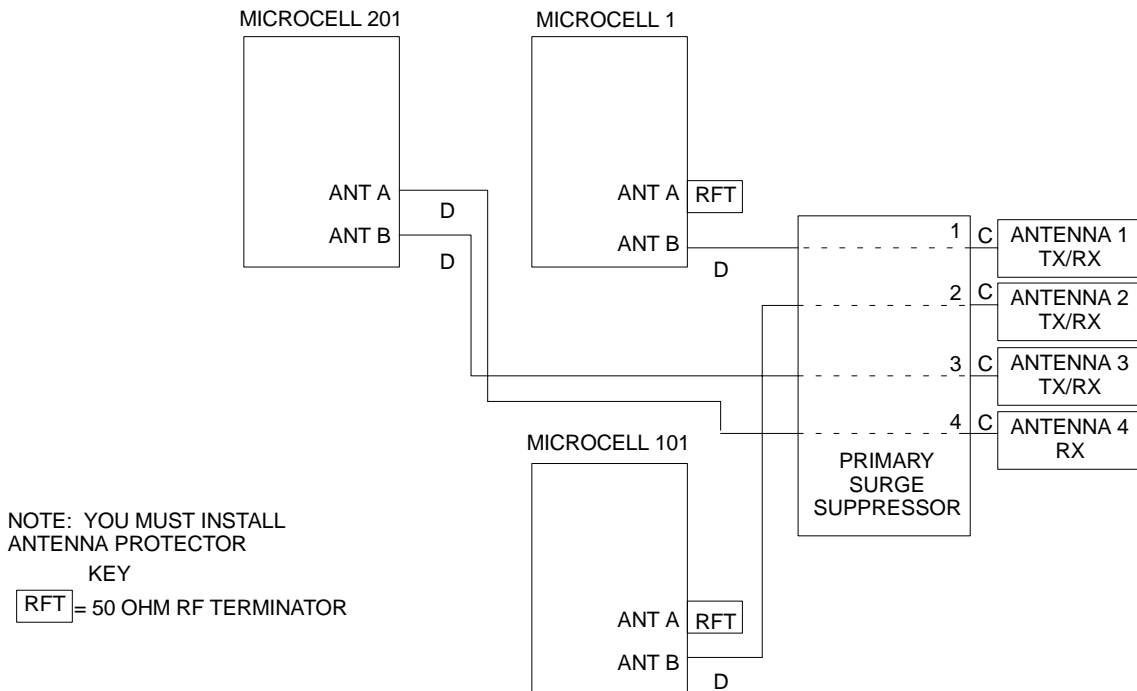 MICROCELL 201
MICROCELL 1
ANT A
D
ANT B
D
ANT A
RFT
ANT B
D
1
C
ANTENNA 1
TX/RX
2
C
ANTENNA 2
TX/RX
3
C
ANTENNA 3
TX/RX
4
C
ANTENNA 4
RX
PRIMARY
SURGE
SUPPRESSOR
MICROCELL 101
ANT A
RFT
ANT B
D
NOTE:  YOU MUST INSTALL
ANTENNA PROTECTOR
KEY
RFT = 50 OHM RF TERMINATOR